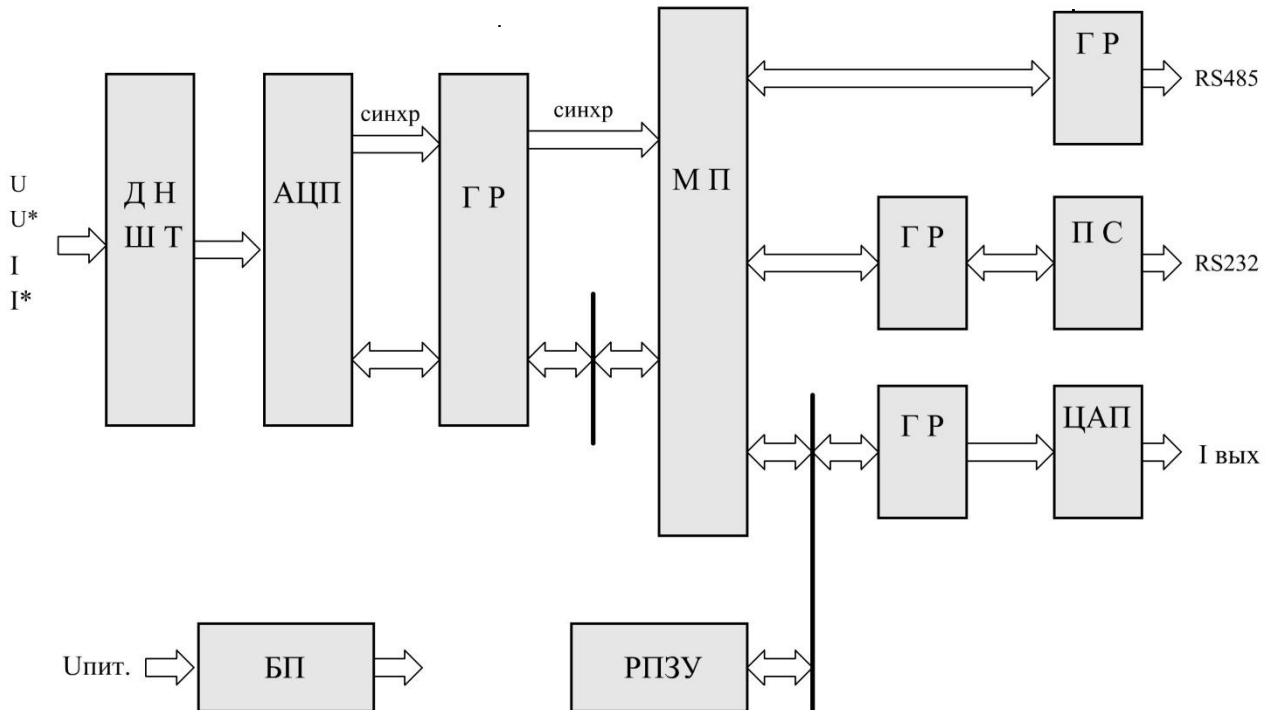 U
U*
I
I*
Д Н
Ш Т
АЦП
синхр
Г Р
синхр
М П
Г Р
RS485
Г Р
П С
RS232
Г Р
ЦАП
I вых
Uпит.
БП
РПЗУ